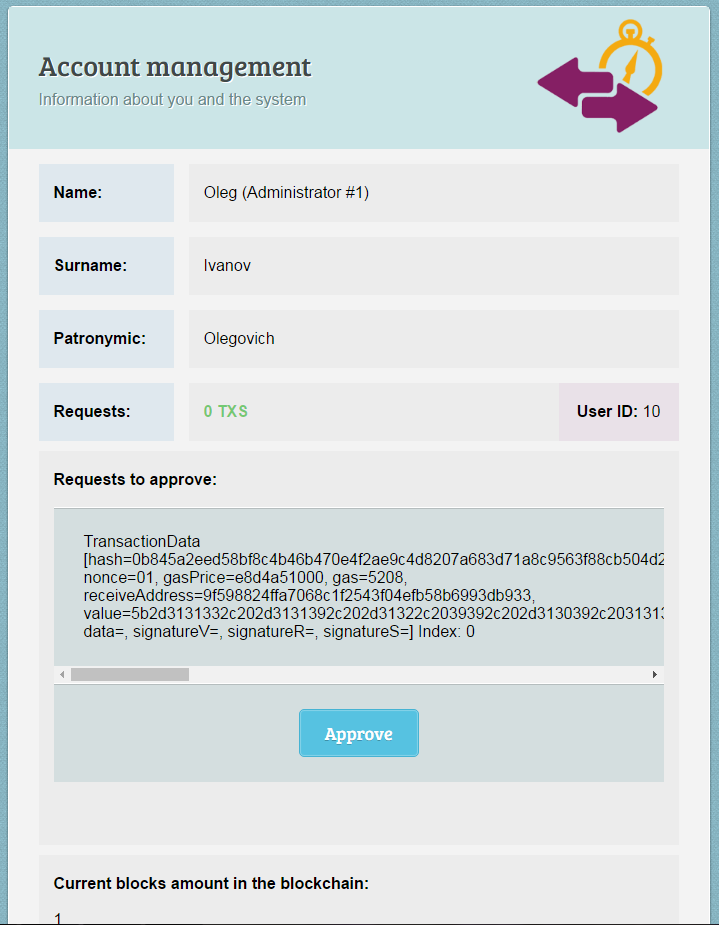 Account management
Information about you and the system
Name:
Oleg (Administrator #1)
Surname:
Ivanov
Patronymic:
Olegovich
Requests:
0 TXS
User ID: 10
Requests to approve:
TransactionData
[hash=0b845a2eed58bf8c4b46b470e4f2ae9c4d8207a683d71a8c9563f88cb504d2
nonce=01, gasPrice=e8d4a51000, gas=5208,
receiveAddress=9f598824ffa7068c1f2543f04efb58b6993db933,
value=5b2d3131332c202d3131392c202d31322c2039392c202d3130392c2031313
data=, signatureV=, signatureR=, signatureS=] Index: 0
Approve
Current blocks amount in the blockchain:
1